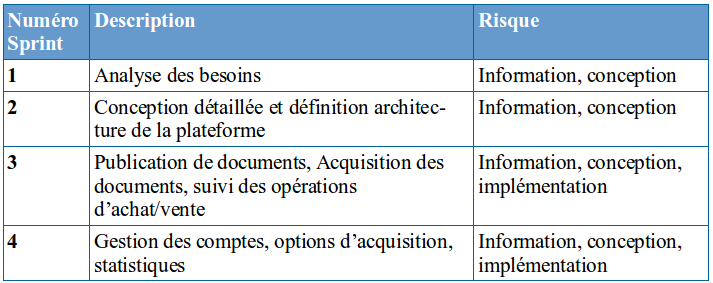 Numéro Sprint Description Risque
1 Analyse des besoins Information, conception
2 Conception détaillée et définition architec-
ture de la plateforme Information, conception
3 Publication de documents, Acquisition des
documents, suivi des opérations
d'achat/vente Information, conception,
implémentation
4 Gestion des comptes, options d'acquisition,
statistiques Information, conception,
implémentation